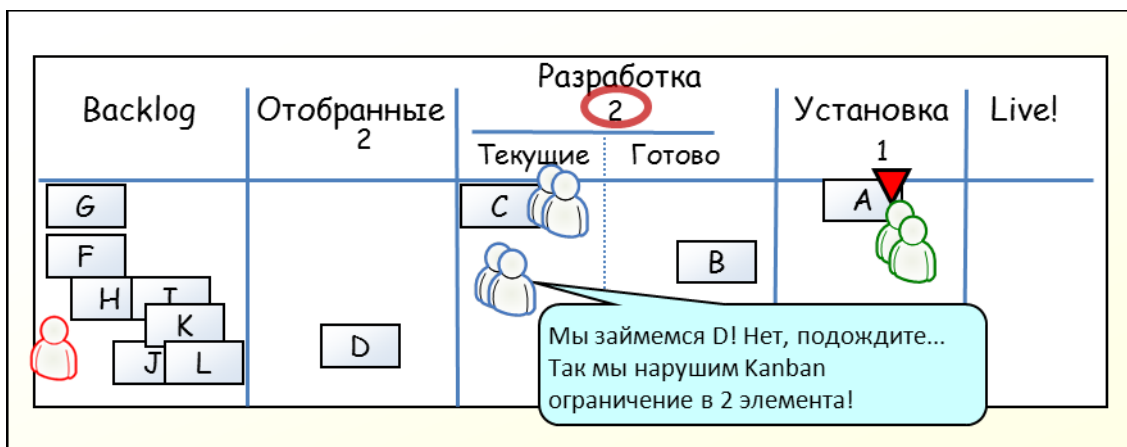 Разработка
Backlog
Отобранные
2
Установка
Live!
2
Текущие
Готово
1
G
C
A
F
B
H
I
K
D
J
L
Мы займемся D! Нет, подождите...
Так мы нарушим Kanban
ограничение в 2 элемента!